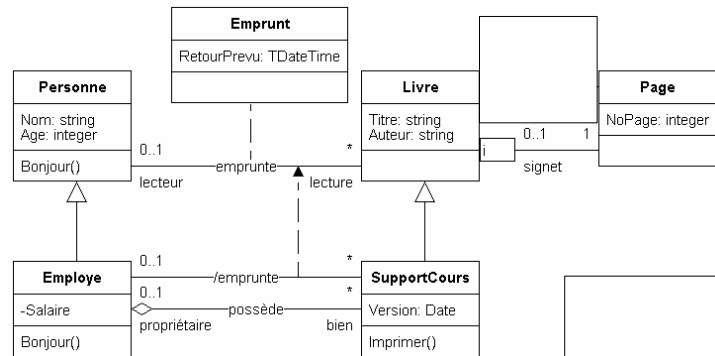 Emprunt
RetourPrevu: TDateTime
Personne
Nom: string
Age: integer
Bonjour()
Livre
Titre: string
Auteur: string
Page
NoPage: integer
0..1
lecteur
emprunte
*
lecture
i
0..1
1
signet
Employe
-Salaire
Bonjour()
0..1
/emprunte
*
0..1
possède
*
propriétaire
bien
SupportCours
Version: Date
Imprimer()